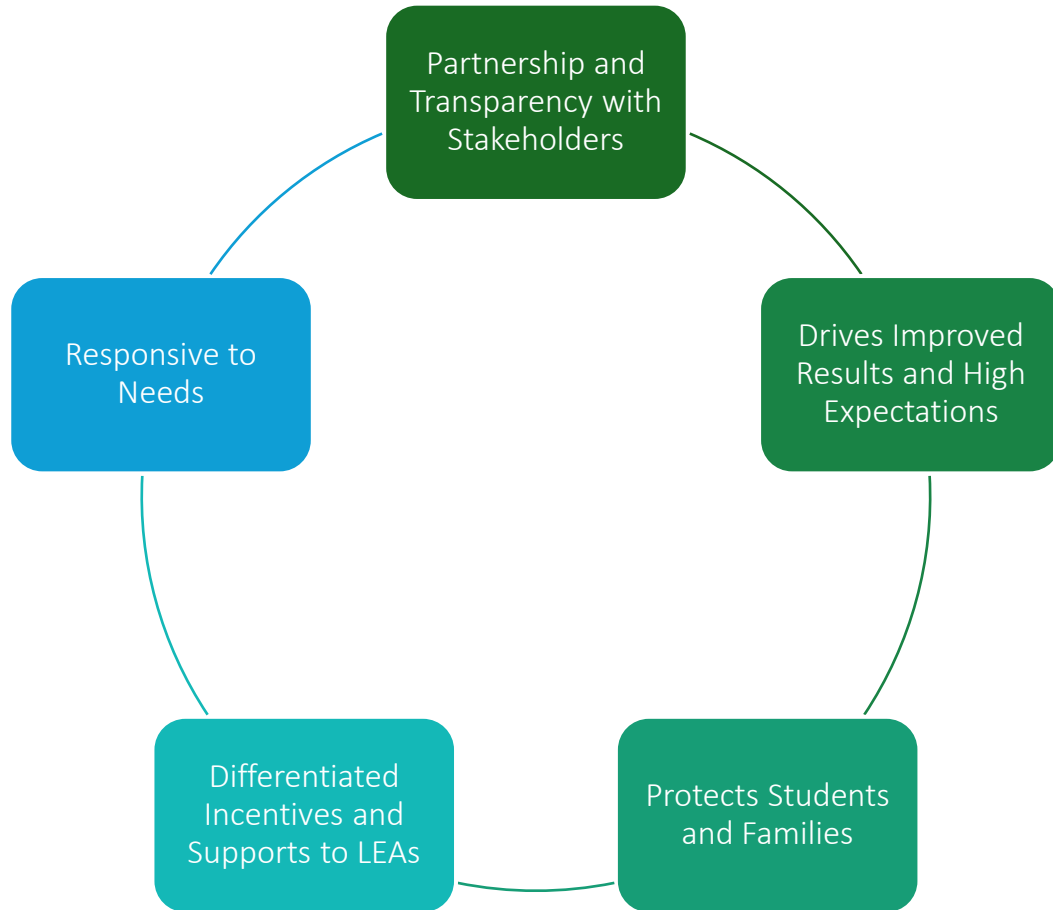 Partnership and
Transparency with
Stakeholders
Drives Improved
Results and High
Expectations
Protects Students
and Families
Differentiated
Incentives and
Supports to LEAs
Responsive to
Needs